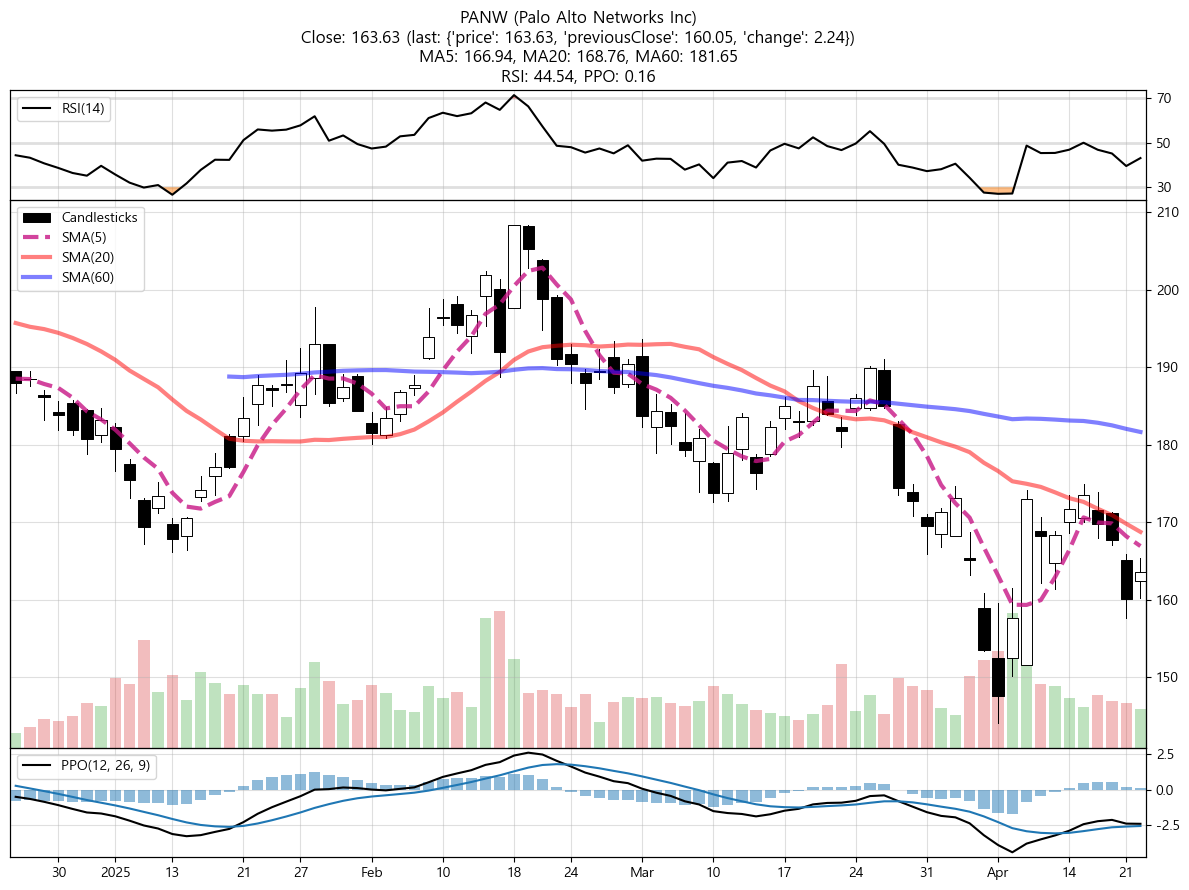 PANW (Palo Alto Networks Inc)
Close: 163.63 (last: {'price': 163.63, 'previousClose': 160.05, 'change': 2.24})
MA5: 166.94, MA20: 168.76, MA60: 181.65
RSI: 44.54, PPO: 0.16
RSI(14)
70
50
30
Candlesticks
SMA(5)
SMA(20)
SMA(60)
210
200
190
180
170
160
150
PPO(12, 26, 9)
2.5
0.0
−2.5
30 2025 13 21 27 Feb 10 18 24 Mar 10 17 24 31 Apr 14 21